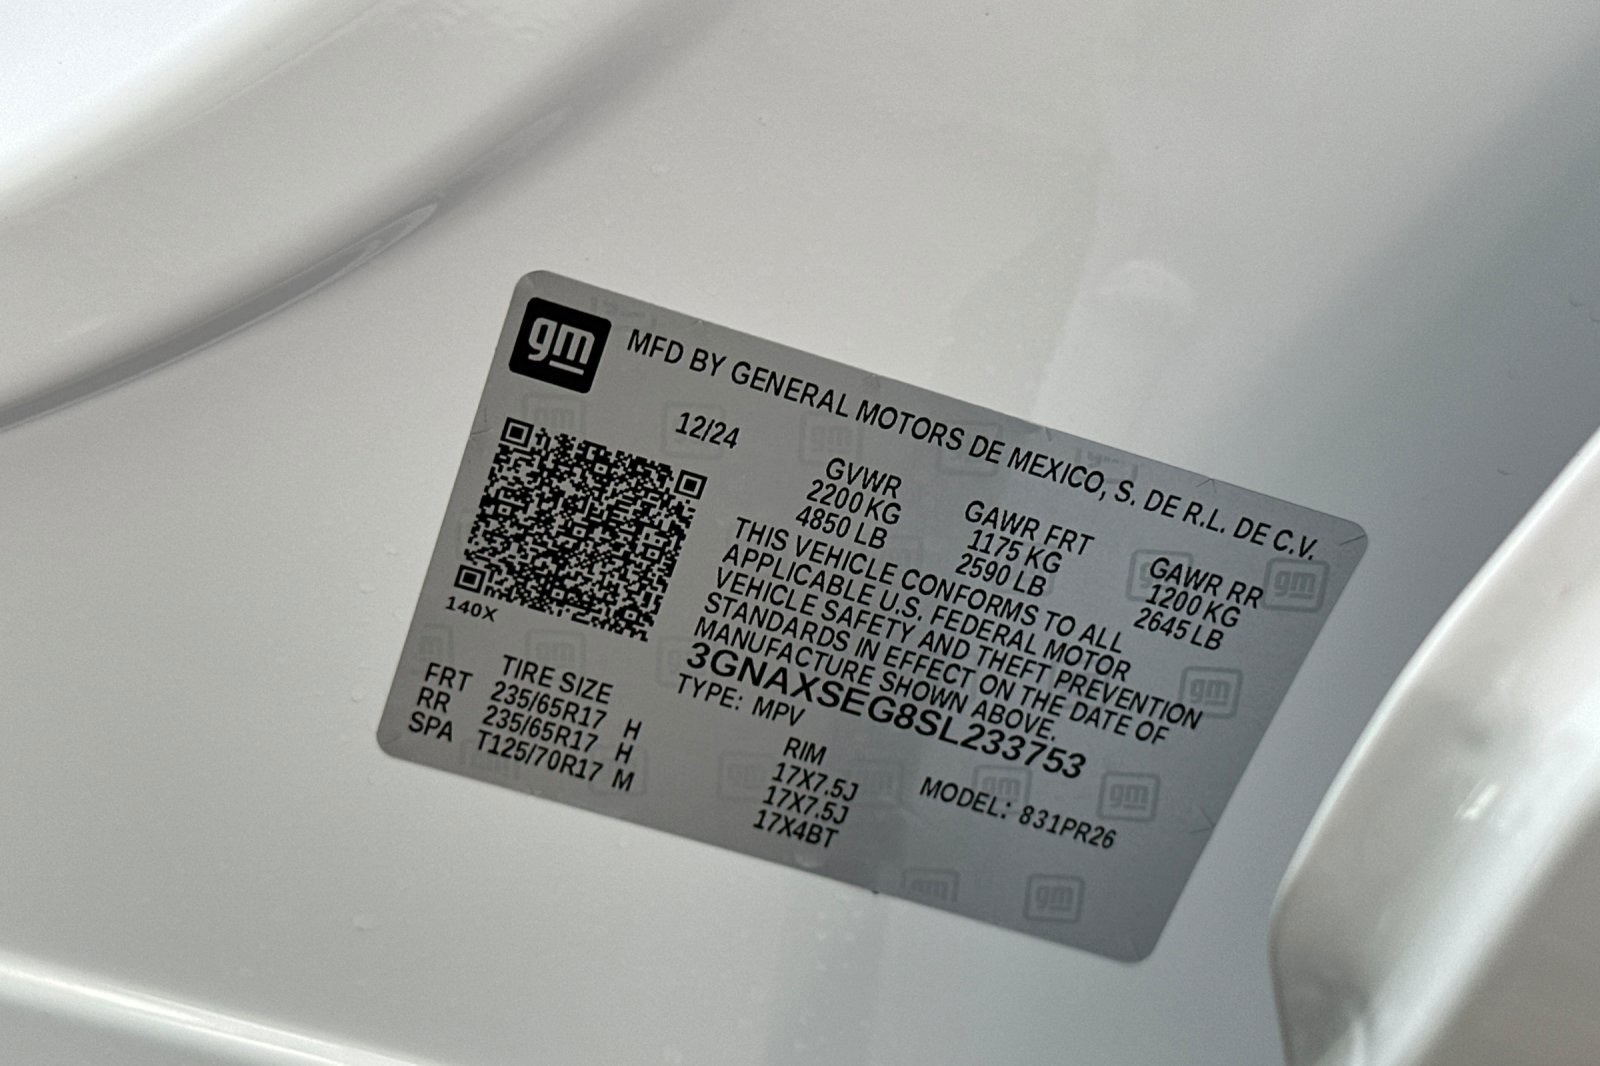 gm
MFD BY GENERAL MOTORS DE MEXICO, S. DE R.L. DE C.V.
12/24
GVWR GAWR FRT GAWR RR
2200 KG 1175 KG 1200 KG
4850 LB 2590 LB 2645 LB
THIS VEHICLE CONFORMS TO ALL
APPLICABLE U.S. FEDERAL MOTOR
VEHICLE SAFETY AND THEFT PREVENTION
STANDARDS IN EFFECT ON THE DATE OF
MANUFACTURE SHOWN ABOVE.
3GNAXSEG8SL233753
TYPE: MPV MODEL: 831PR26
140X
TIRE SIZE RIM
FRT 235/65R17 H 17X7.5J
RR 235/65R17 H 17X7.5J
SPA T125/70R17 M 17X4BT